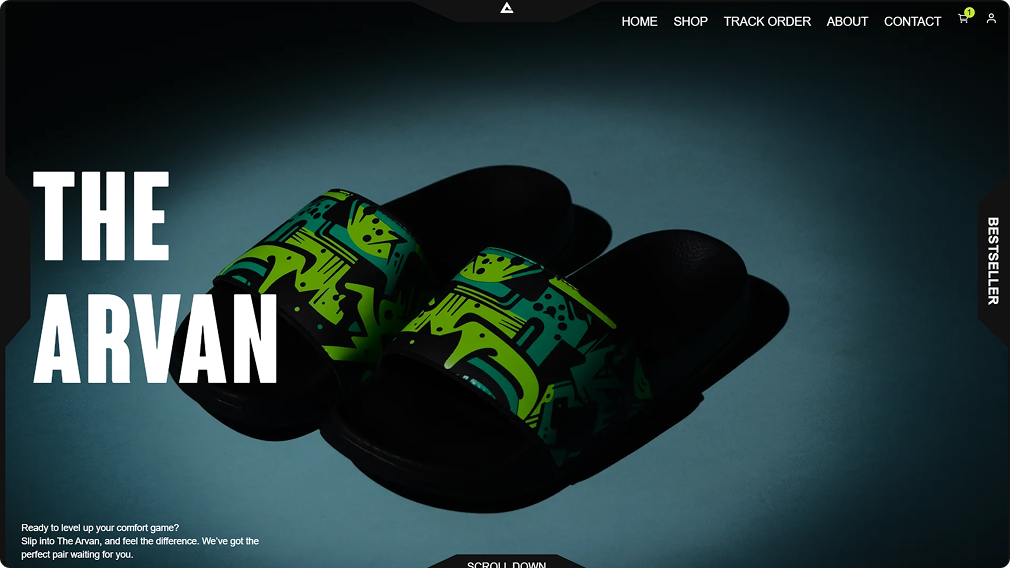 HOME SHOP TRACK ORDER ABOUT CONTACT 1
THE
ARVAN
BESTSELLER
Ready to level up your comfort game?
Slip into The Arvan, and feel the difference. We've got the
perfect pair waiting for you.
SCROLL DOWN